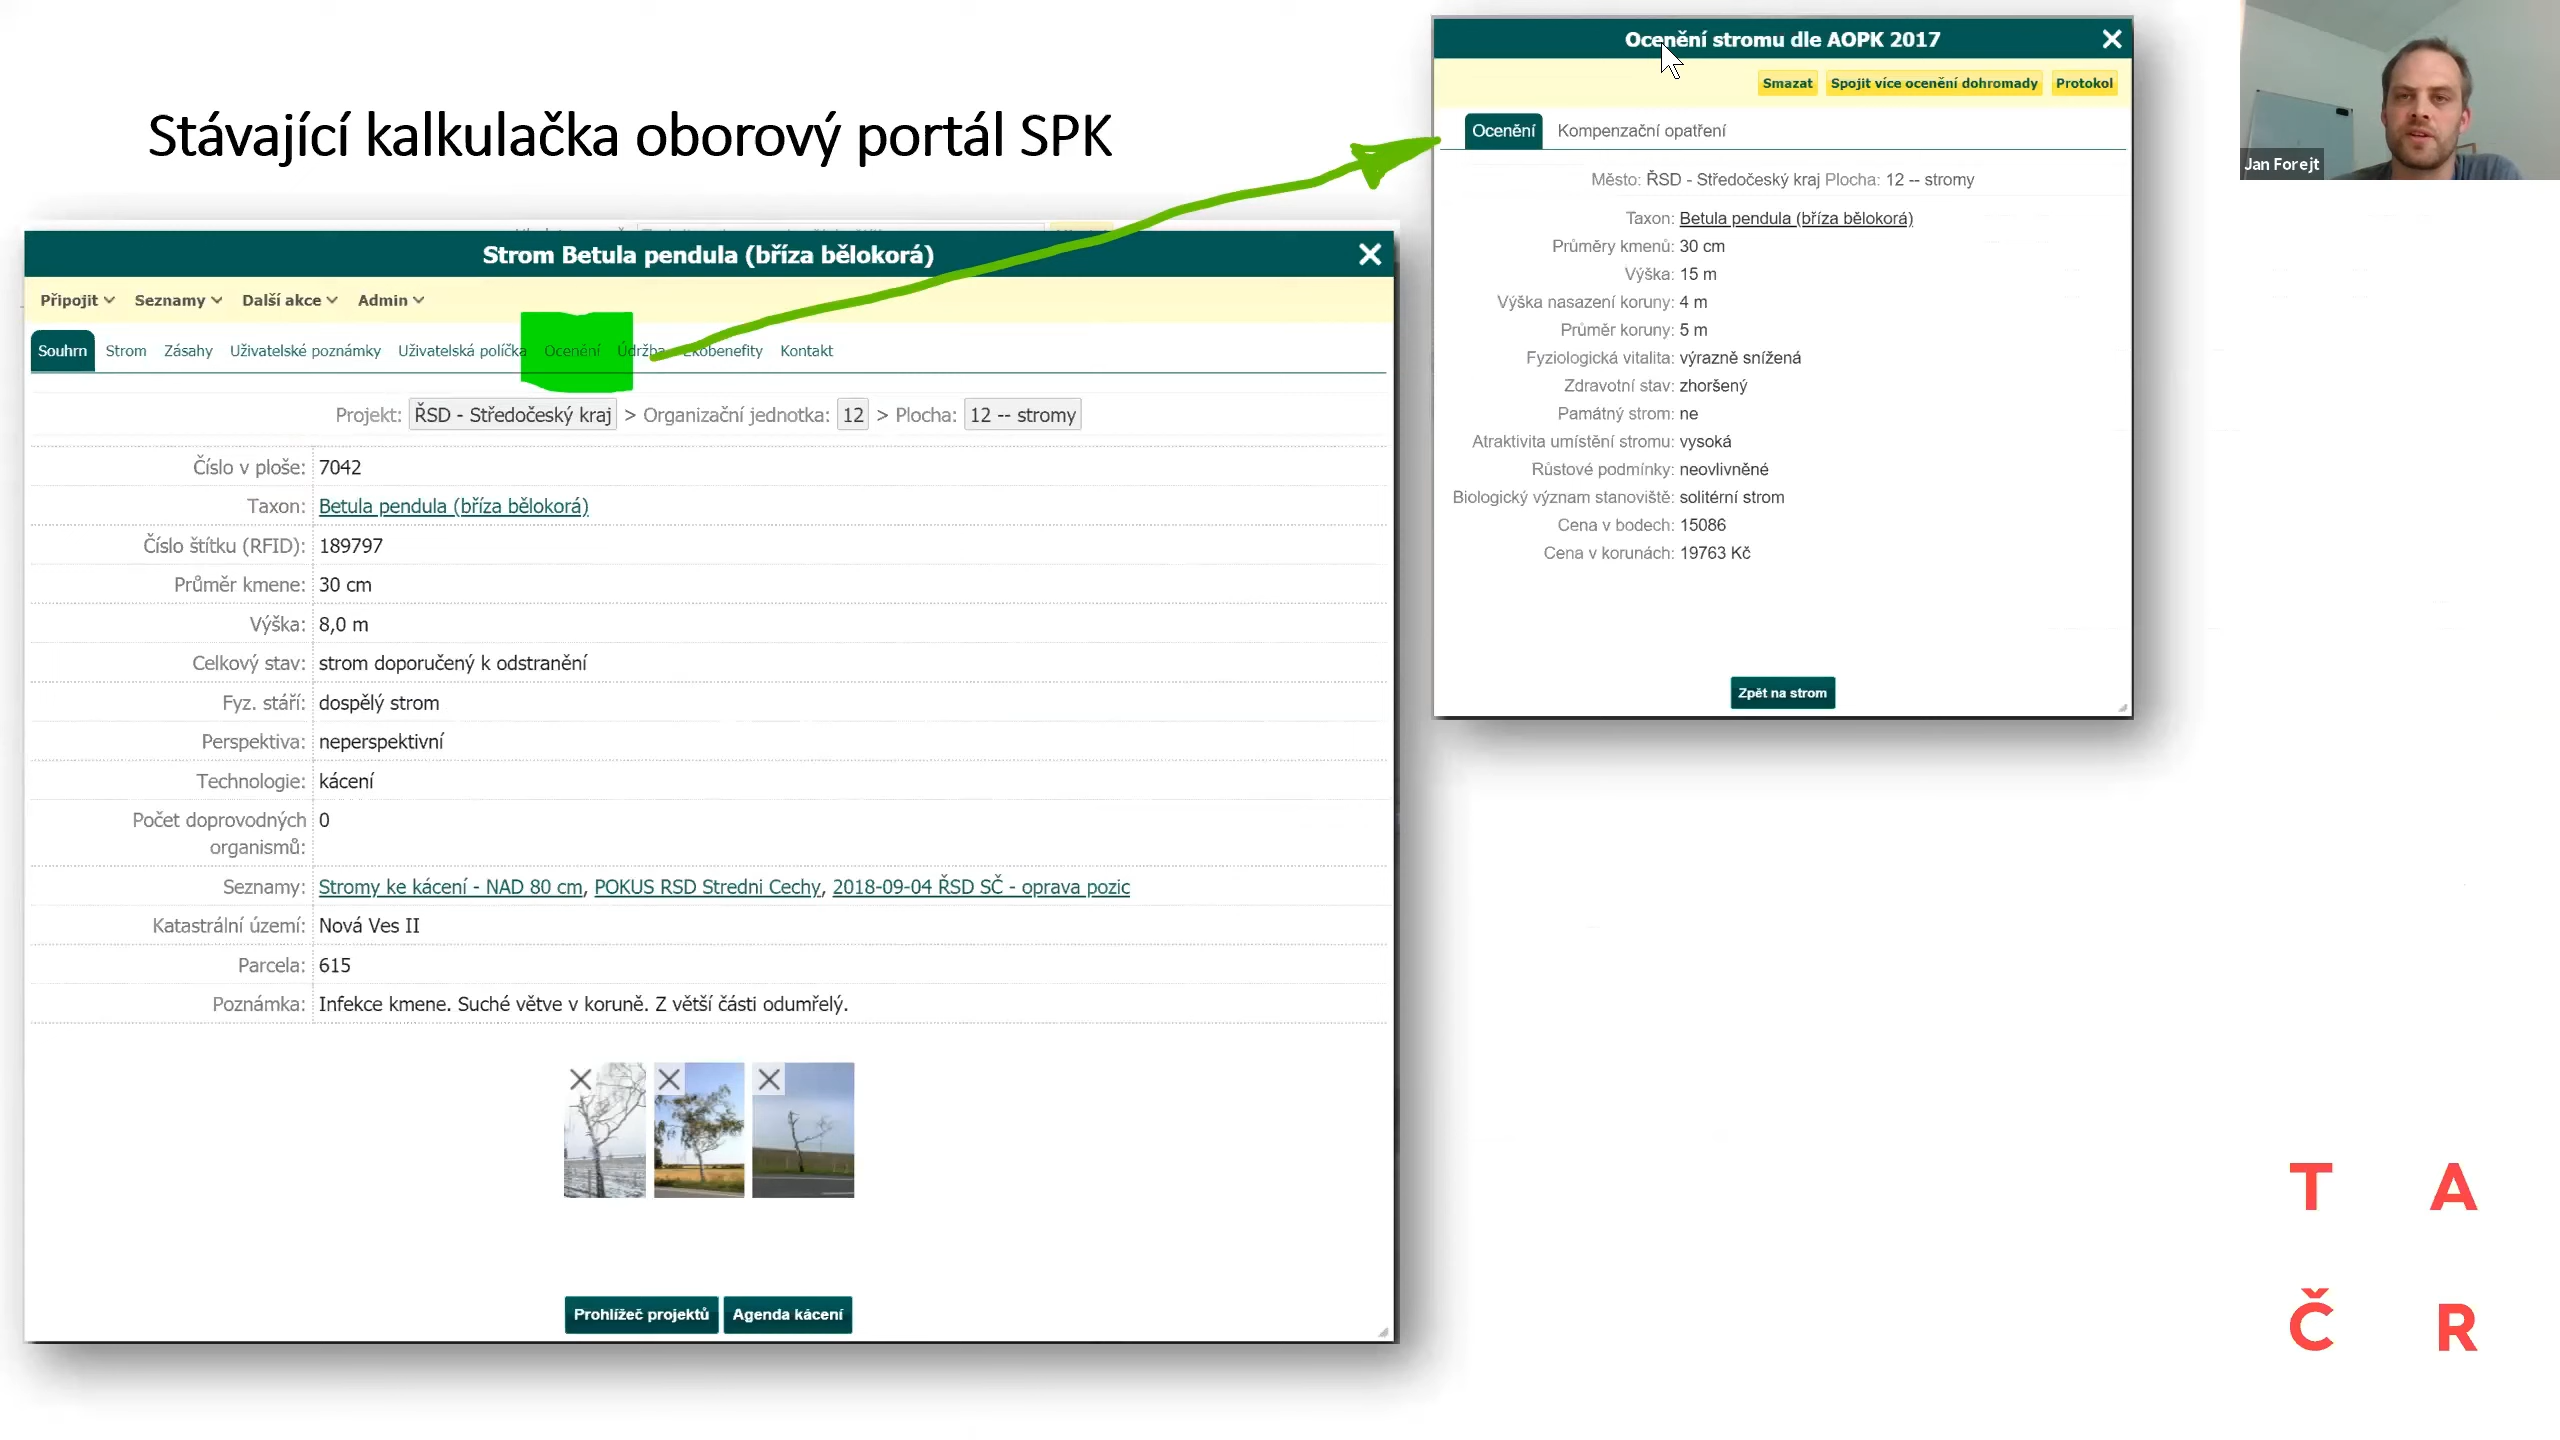 Stávající kalkulačka oborový portál SPK
Strom Betula pendula (bříza bělokorá)
Připojit Seznamy Další akce Admin
Souhrn Strom Zásahy Uživatelské poznámky Uživatelská políčka Ocenění Údržba Ekobenefity Kontakt
Projekt: ŘSD - Středočeský kraj > Organizační jednotka: 12 > Plocha: 12 -- stromy
Číslo v ploše: 7042
Taxon: Betula pendula (bříza bělokorá)
Číslo štítku (RFID): 189797
Průměr kmene: 30 cm
Výška: 8,0 m
Celkový stav: strom doporučený k odstranění
Fyz. stáří: dospělý strom
Perspektiva: neperspektivní
Technologie: kácení
Počet doprovodných organismů: 0
Seznamy: Stromy ke kácení - NAD 80 cm, POKUS RSD Stredni Cechy, 2018-09-04 ŘSD SČ - oprava pozic
Katastrální území: Nová Ves II
Parcela: 615
Poznámka: Infekce kmene. Suché větve v koruně. Z větší části odumřelý.
Prohlížeč projektů Agenda kácení
Ocenění stromu dle AOPK 2017
Smazat Spojit více ocenění dohromady Protokol
Ocenění Kompenzační opatření
Město: ŘSD - Středočeský kraj Plocha: 12 -- stromy
Taxon: Betula pendula (bříza bělokorá)
Průměry kmenů: 30 cm
Výška: 15 m
Výška nasazení koruny: 4 m
Průměr koruny: 5 m
Fyziologická vitalita: výrazně snížená
Zdravotní stav: zhoršený
Památný strom: ne
Atraktivita umístění stromu: vysoká
Růstové podmínky: neovlivněné
Biologický význam stanoviště: solitérní strom
Cena v bodech: 15086
Cena v korunách: 19763 Kč
Zpět na strom
Jan Forejt
T A
Č R